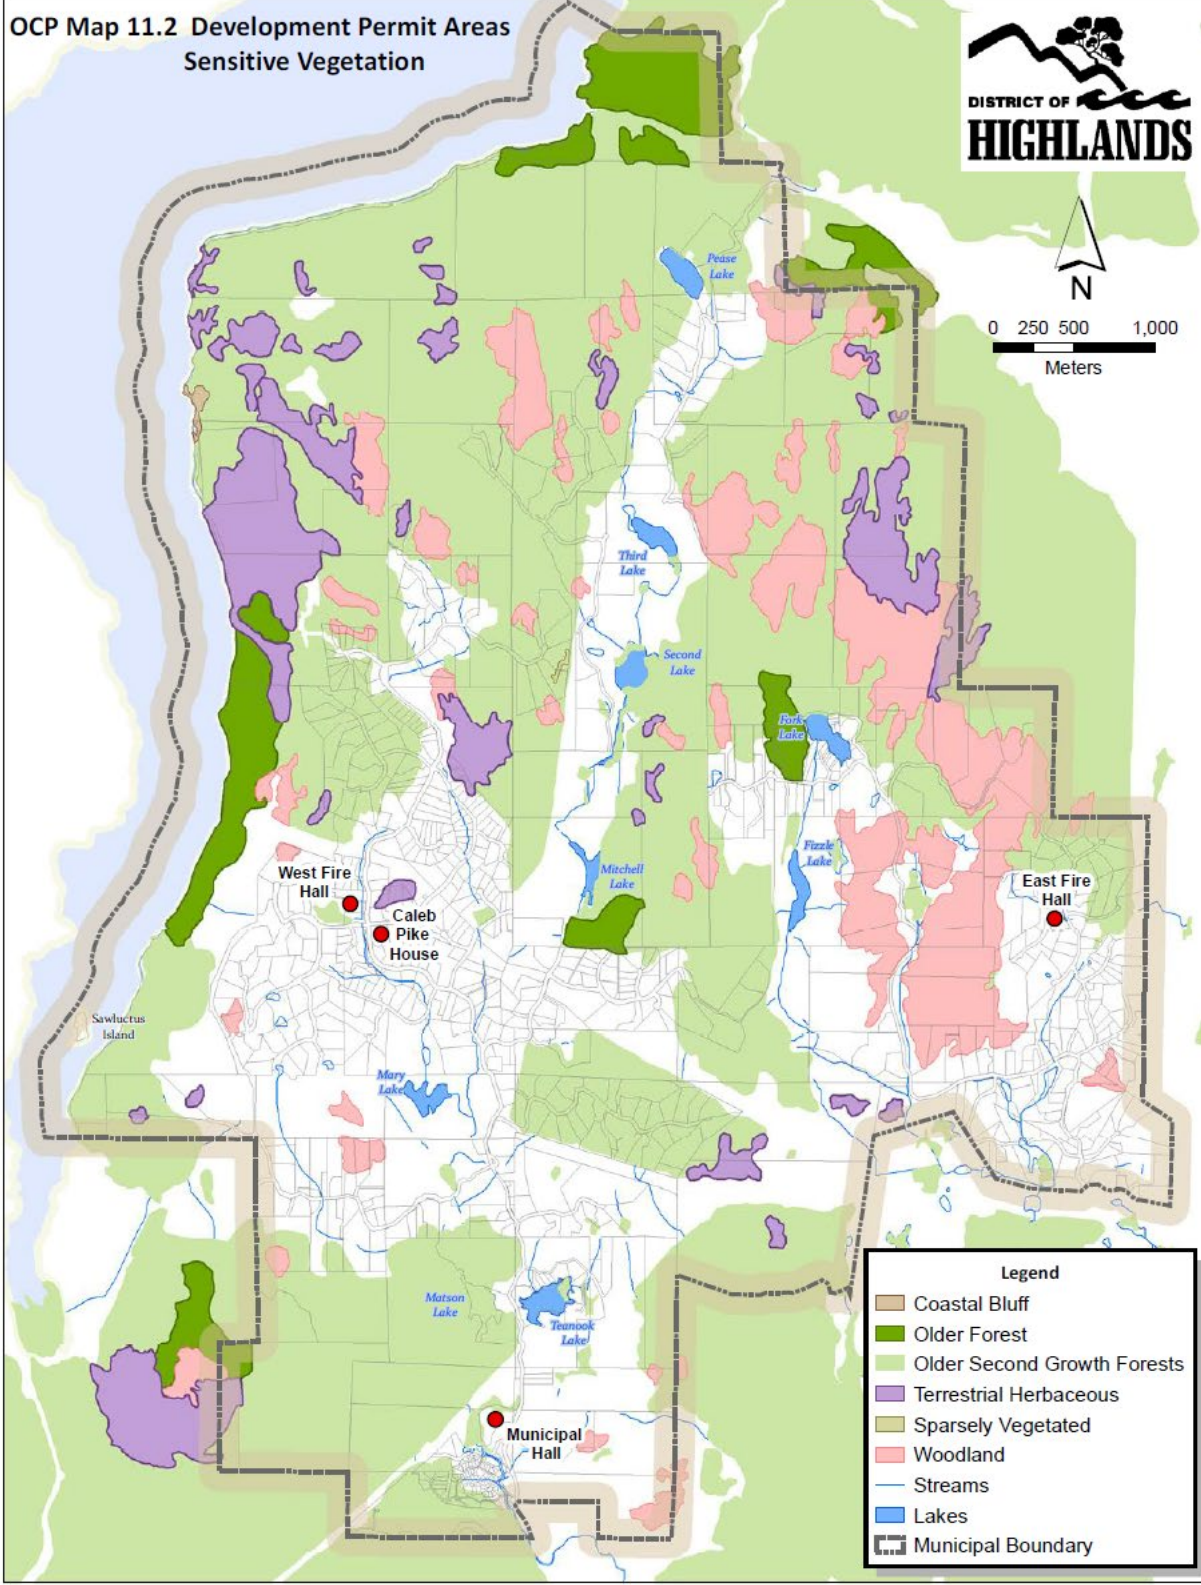 OCP Map 11.2 Development Permit Areas
Sensitive Vegetation
DISTRICT OF
HIGHLANDS
N
0 250 500 1,000
Meters
Pease
Lake
Third
Lake
Second
Lake
Fork
Lake
Fizzle
Lake
Mitchell
Lake
West Fire
Hall
Caleb
Pike
House
East Fire
Hall
Sawluctus
Island
Mary
Lake
Matson
Lake
Teanook
Lake
Municipal
Hall
Legend
Coastal Bluff
Older Forest
Older Second Growth Forests
Terrestrial Herbaceous
Sparsely Vegetated
Woodland
Streams
Lakes
Municipal Boundary